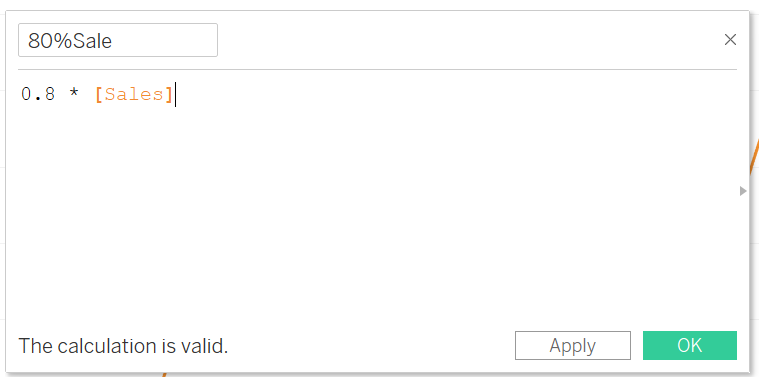 80%Sale
0.8 * [Sales]
The calculation is valid.
Apply
OK